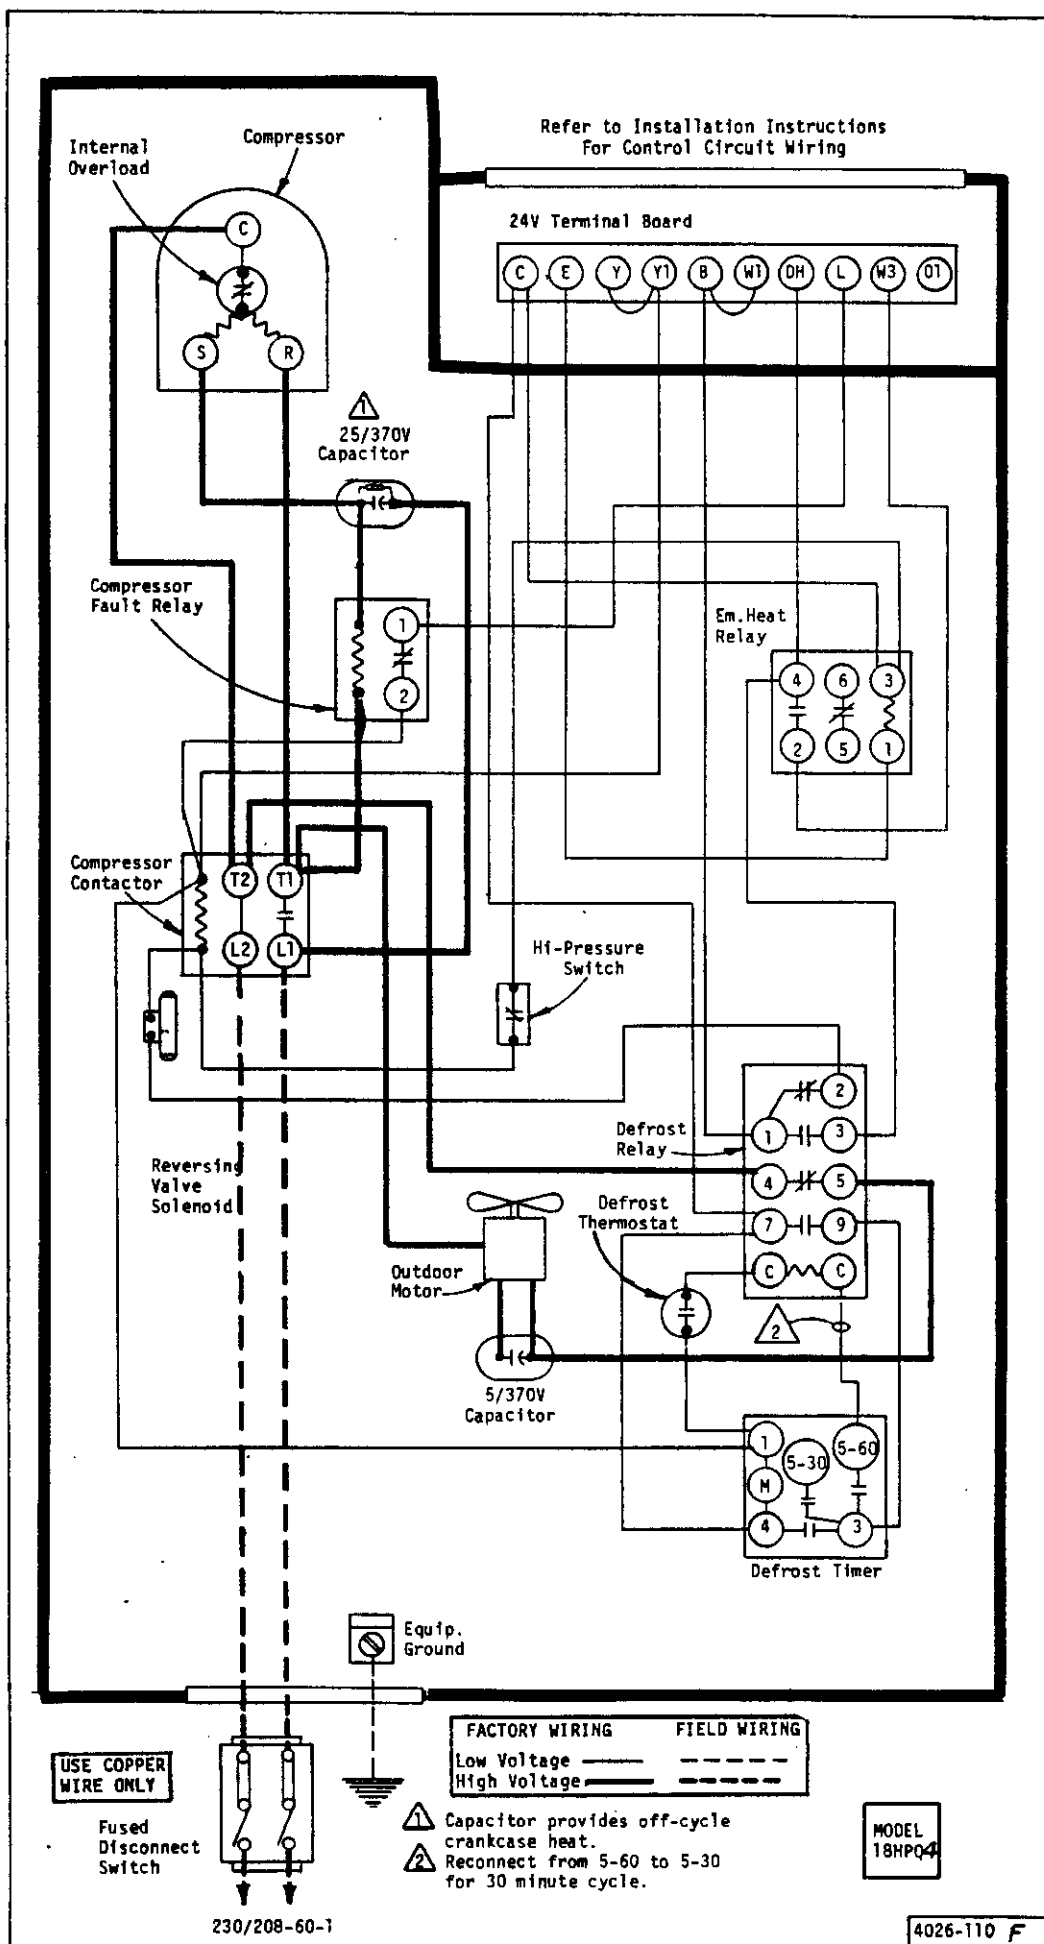 Internal
Overload
Compressor
Refer to Installation Instructions
For Control Circuit Wiring
24V Terminal Board
C E Y Y1 B W1 DH L W3 O1
C
S R
1
25/370V
Capacitor
Compressor
Fault Relay
1
2
Em.Heat
Relay
4 6 3
2 5 1
Compressor
Contactor
T2 T1
L2 L1
Hi-Pressure
Switch
Reversing
Valve
Solenoid
Defrost
Relay
2
1 3
4 5
7 9
C C
Defrost
Thermostat
Outdoor
Motor
2
5/370V
Capacitor
1 5-30 5-60
M
4 3
Defrost Timer
Equip.
Ground
FACTORY WIRING FIELD WIRING
Low Voltage
High Voltage
USE COPPER
WIRE ONLY
Fused
Disconnect
Switch
230/208-60-1
1 Capacitor provides off-cycle
crankcase heat.
2 Reconnect from 5-60 to 5-30
for 30 minute cycle.
MODEL
18HPQ4
4026-110 F